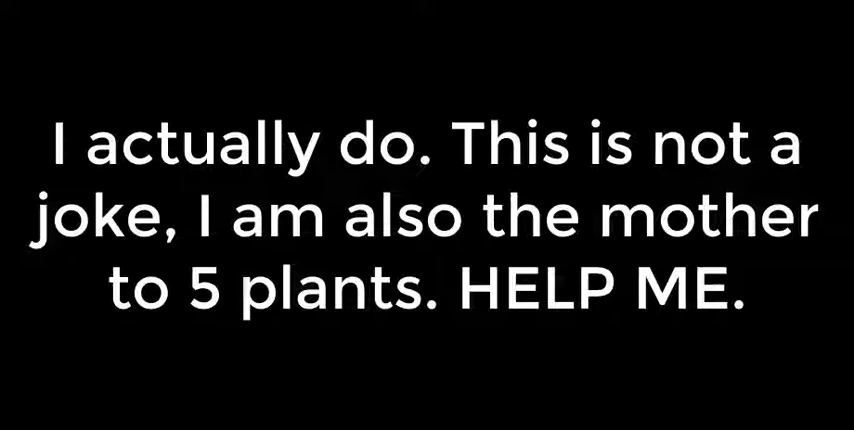 I actually do. This is not a
joke, I am also the mother
to 5 plants. HELP ME.